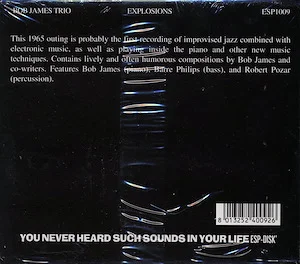 BOB JAMES TRIO EXPLOSIONS ESP1009
This 1965 outing is probably the first recording of improvised jazz combined with
electronic music, as well as playing inside the piano and other new music
techniques. Contains lively and often humorous compositions by Bob James and
co-writers. Features Bob James (piano), Barre Philips (bass), and Robert Pozar
(percussion).
8 013252 400926
YOU NEVER HEARD SUCH SOUNDS IN YOUR LIFE ESP-DISK'